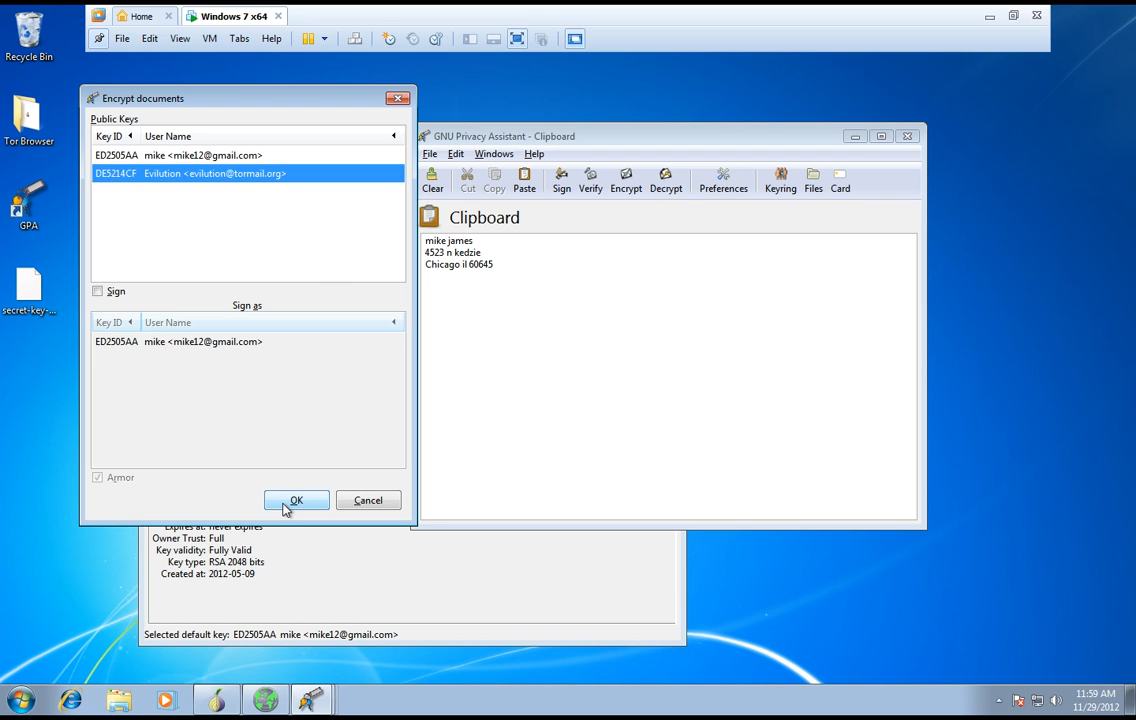 Home
Windows 7 x64
File Edit View VM Tabs Help
Recycle Bin
Tor Browser
GPA
secret-key-...
Encrypt documents
Public Keys
Key ID User Name
ED2505AA mike <mike12@gmail.com>
DE5214CF Evilution <evilution@tormail.org>
Sign
Sign as
Key ID User Name
ED2505AA mike <mike12@gmail.com>
Armor
OK Cancel
GNU Privacy Assistant - Clipboard
File Edit Windows Help
Clear Cut Copy Paste Sign Verify Encrypt Decrypt Preferences Keyring Files Card
Clipboard
mike james
4523 n kedzie
Chicago il 60645
Expires at: never expires
Owner Trust: Full
Key validity: Fully Valid
Key type: RSA 2048 bits
Created at: 2012-05-09
Selected default key: ED2505AA mike <mike12@gmail.com>
11:59 AM
11/29/2012